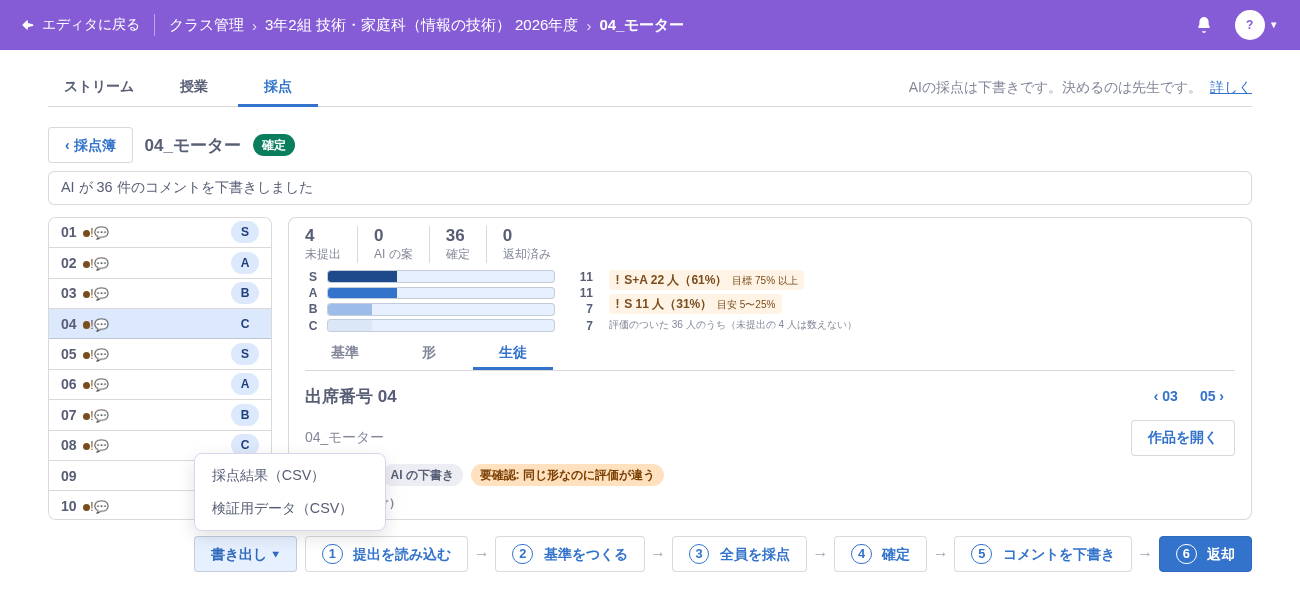 エディタに戻る
クラス管理 › 3年2組 技術・家庭科（情報の技術） 2026年度 › 04_モーター
?
ストリーム 授業 採点
AIの採点は下書きです。決めるのは先生です。 詳しく
‹ 採点簿 04_モーター 確定
AI が 36 件のコメントを下書きしました
01 ! S
02 ! A
03 ! B
04 ! C
05 ! S
06 ! A
07 ! B
08 ! C
09
10 !
4 0 36 0
未提出 AI の案 確定 返却済み
S 11
A 11
B 7
C 7
! S+A 22 人（61%） 目標 75% 以上
! S 11 人（31%） 目安 5〜25%
評価のついた 36 人のうち（未提出の 4 人は数えない）
基準 形 生徒
出席番号 04
‹ 03 05 ›
04_モーター
作品を開く
AI の下書き 要確認: 同じ形なのに評価が違う
採点結果（CSV）
検証用データ（CSV）
書き出し ▾
1 提出を読み込む → 2 基準をつくる → 3 全員を採点 → 4 確定 → 5 コメントを下書き → 6 返却